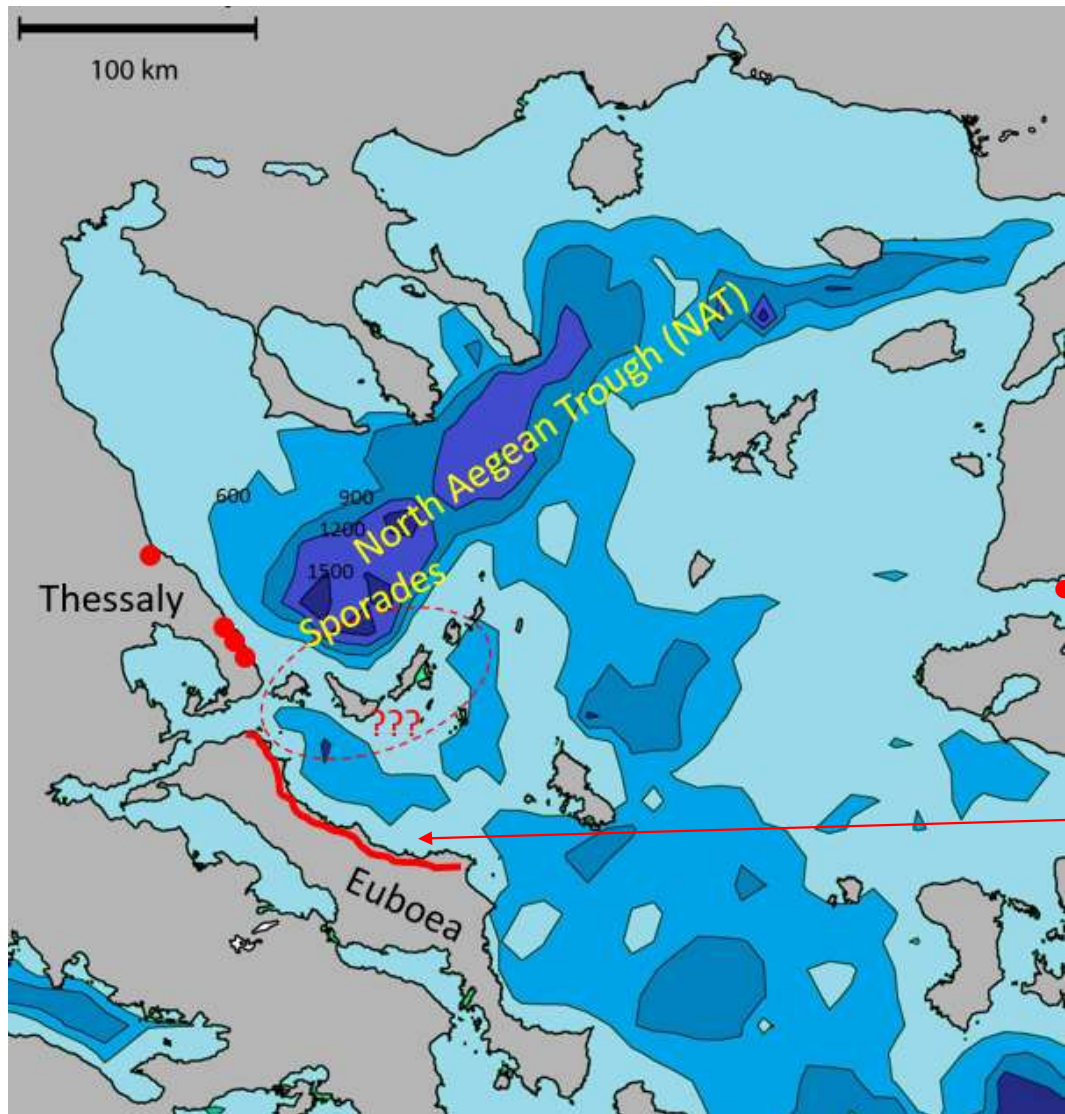 100 km
North Aegean Trough (NAT)
600
900
1200
1500
Sporades
Thessaly
???
Euboea